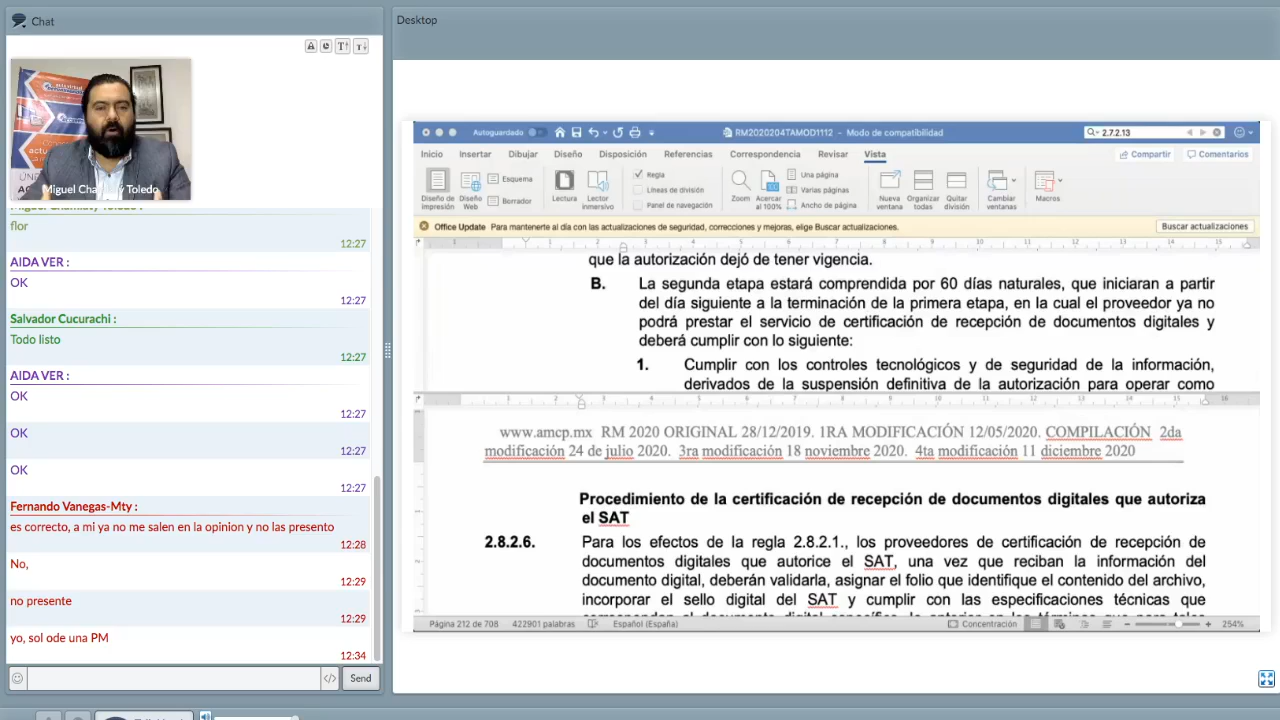 Chat
Miguel Cha y Toledo
flor
12:27
AIDA VER :
OK
12:27
Salvador Cucurachi :
Todo listo
12:27
AIDA VER :
OK
12:27
OK
12:27
OK
12:27
Fernando Vanegas-Mty :
es correcto, a mi ya no me salen en la opinion y no las presento
12:28
No,
12:29
no presente
12:29
yo, sol ode una PM
12:34
Send
Desktop
Autoguardado
RM2020204TAMOD1112 - Modo de compatibilidad
2.7.2.13
Inicio Insertar Dibujar Diseño Disposición Referencias Correspondencia Revisar Vista
Compartir Comentarios
Diseño de impresión
Diseño Web
Esquema
Borrador
Lectura
Lector inmersivo
Regla
Líneas de división
Panel de navegación
Zoom
Acercar al 100%
Una página
Varias páginas
Ancho de página
Nueva ventana
Organizar todas
Quitar división
Cambiar ventanas
Macros
Office Update Para mantenerte al día con las actualizaciones de seguridad, correcciones y mejoras, elige Buscar actualizaciones.
Buscar actualizaciones
que la autorización dejó de tener vigencia.
B. La segunda etapa estará comprendida por 60 días naturales, que iniciaran a partir
del día siguiente a la terminación de la primera etapa, en la cual el proveedor ya no
podrá prestar el servicio de certificación de recepción de documentos digitales y
deberá cumplir con lo siguiente:
1. Cumplir con los controles tecnológicos y de seguridad de la información,
derivados de la suspensión definitiva de la autorización para operar como
www.amcp.mx RM 2020 ORIGINAL 28/12/2019. 1RA MODIFICACIÓN 12/05/2020. COMPILACIÓN 2da
modificación 24 de julio 2020. 3ra modificación 18 noviembre 2020. 4ta modificación 11 diciembre 2020
Procedimiento de la certificación de recepción de documentos digitales que autoriza
el SAT
2.8.2.6. Para los efectos de la regla 2.8.2.1., los proveedores de certificación de recepción de
documentos digitales que autorice el SAT, una vez que reciban la información del
documento digital, deberán validarla, asignar el folio que identifique el contenido del archivo,
incorporar el sello digital del SAT y cumplir con las especificaciones técnicas que
Página 212 de 708 422901 palabras Español (España) Concentración 254%